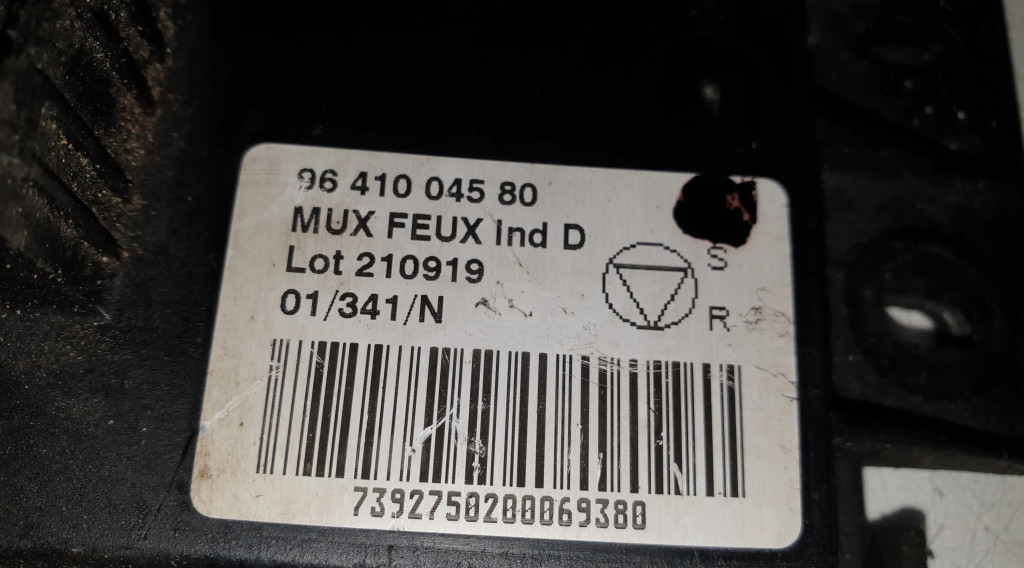 96 410 045 80
MUX FEUX Ind D
Lot 210919
01/341/N
S
R
7392750200069380